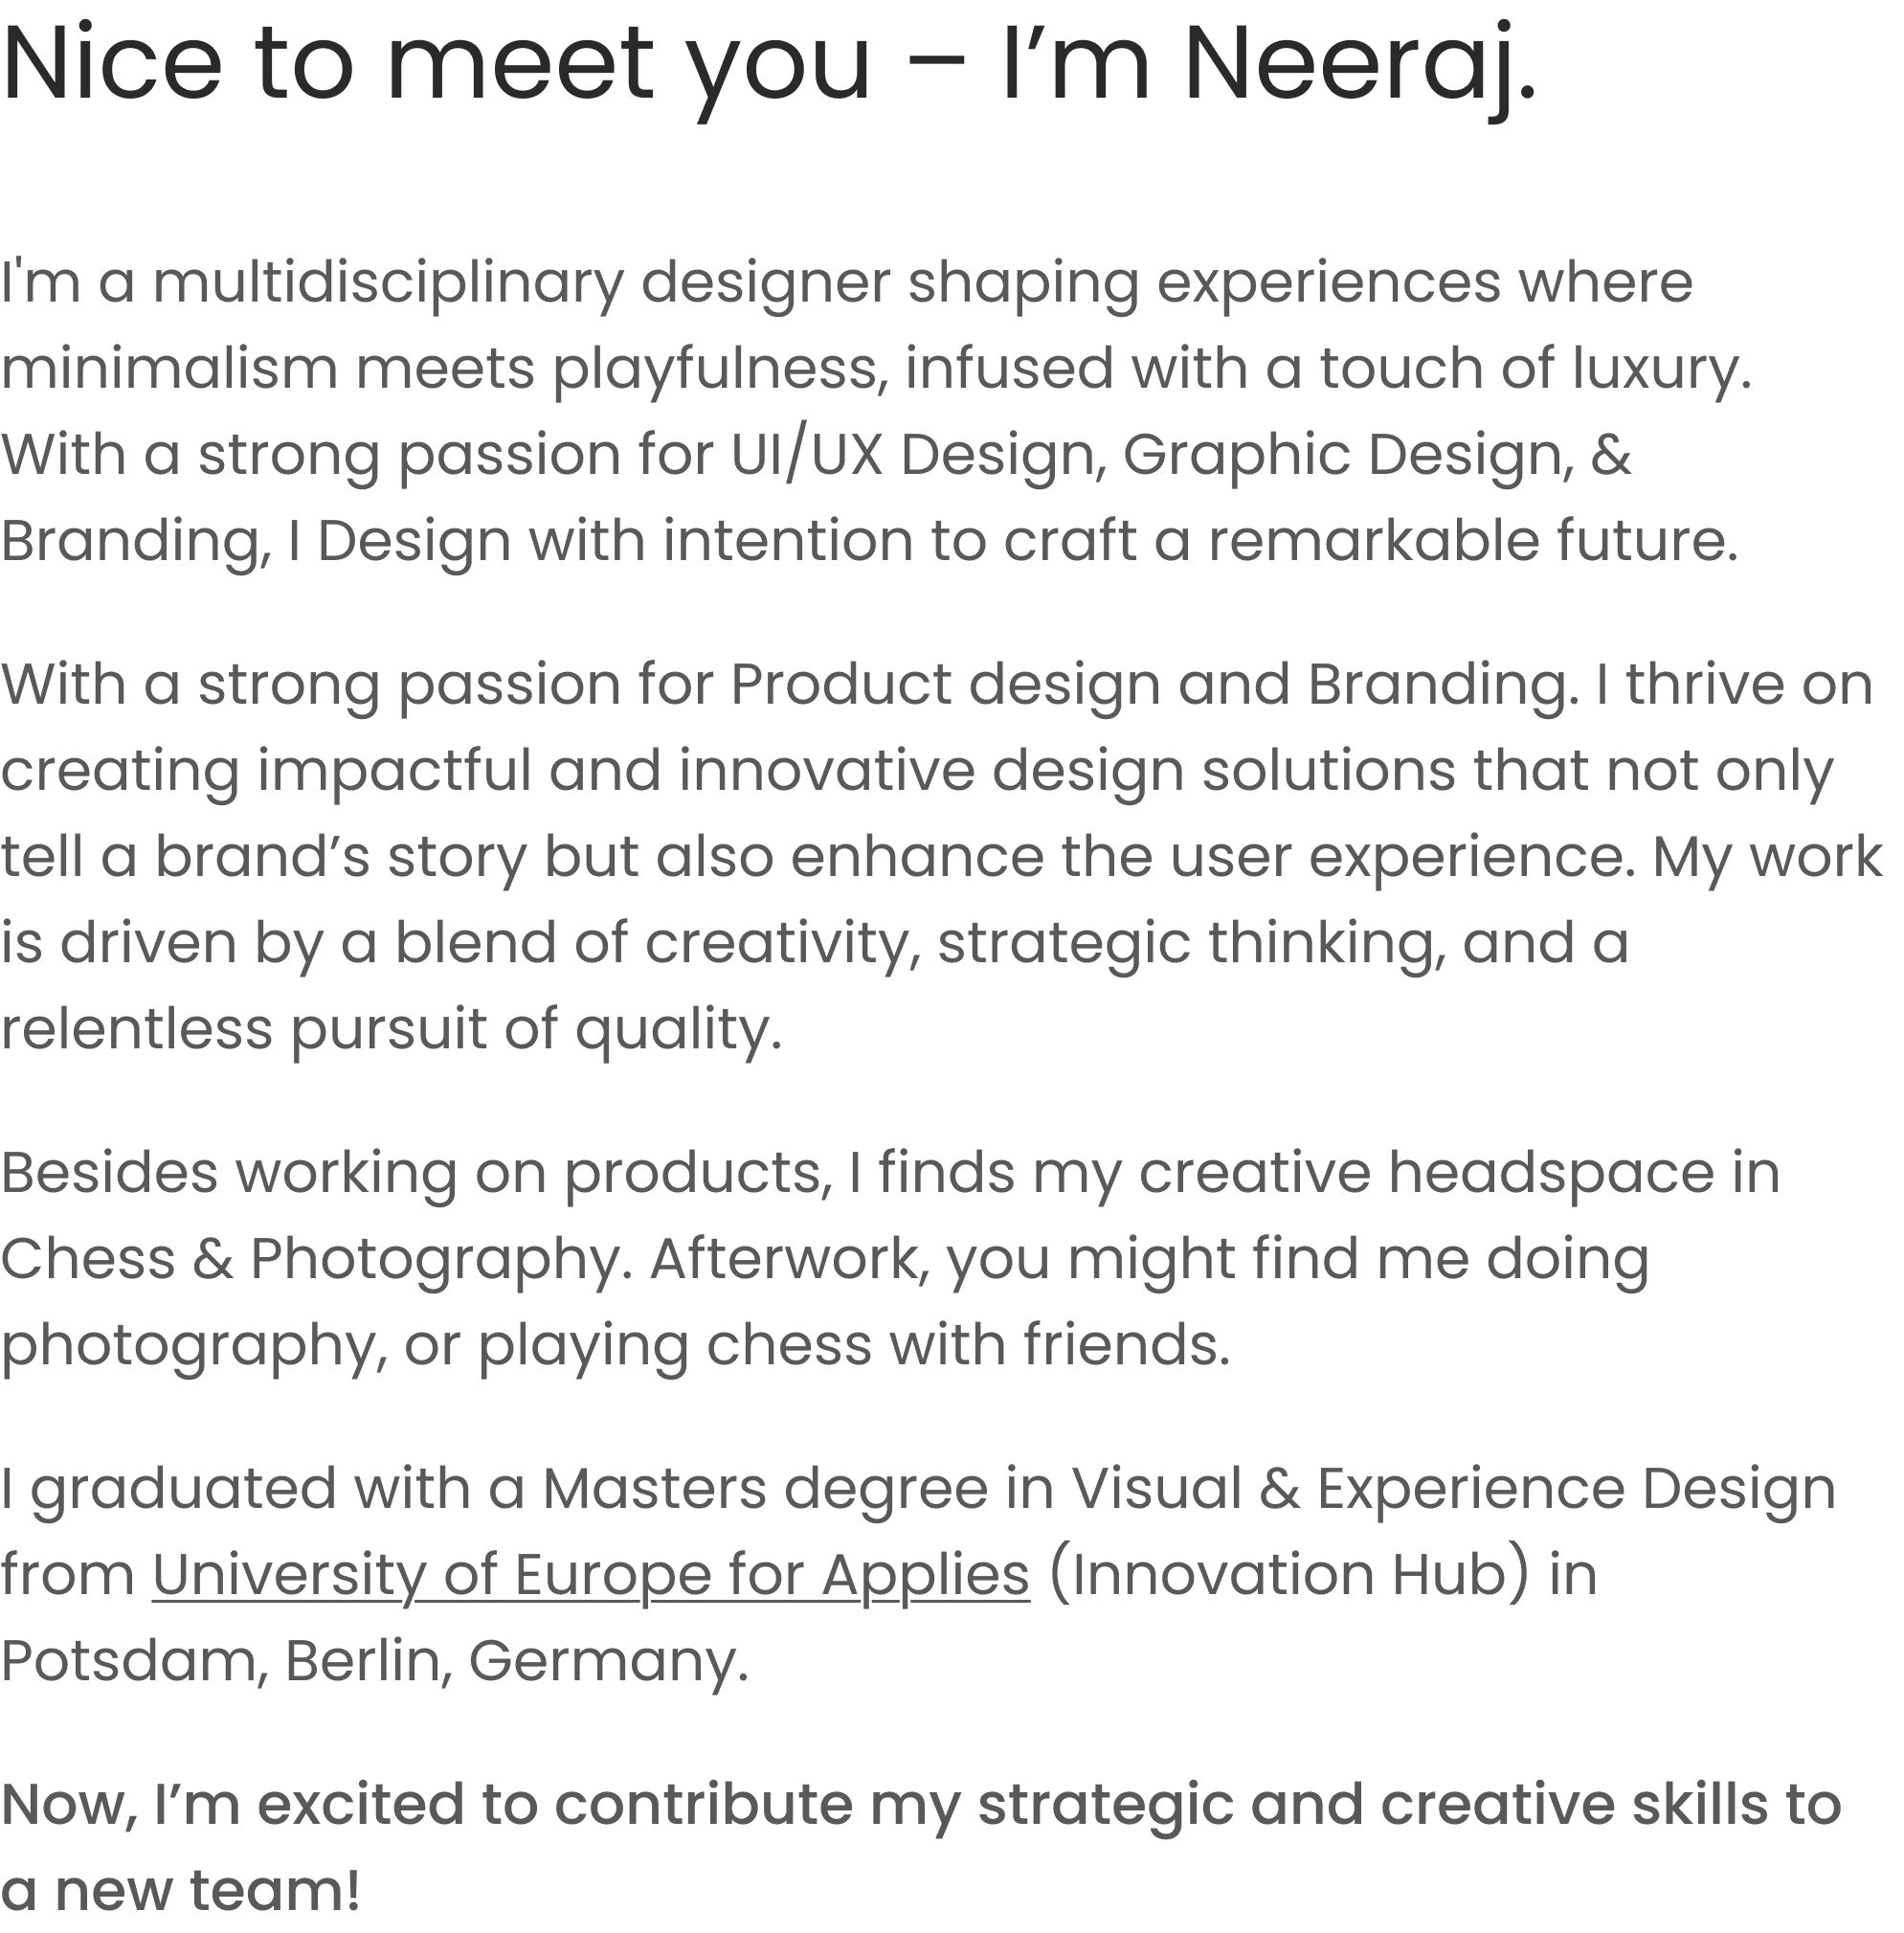 Nice to meet you – I’m Neeraj.
I'm a multidisciplinary designer shaping experiences where
minimalism meets playfulness, infused with a touch of luxury.
With a strong passion for UI/UX Design, Graphic Design, &
Branding, I Design with intention to craft a remarkable future.
With a strong passion for Product design and Branding. I thrive on
creating impactful and innovative design solutions that not only
tell a brand’s story but also enhance the user experience. My work
is driven by a blend of creativity, strategic thinking, and a
relentless pursuit of quality.
Besides working on products, I finds my creative headspace in
Chess & Photography. Afterwork, you might find me doing
photography, or playing chess with friends.
I graduated with a Masters degree in Visual & Experience Design
from University of Europe for Applies (Innovation Hub) in
Potsdam, Berlin, Germany.
Now, I’m excited to contribute my strategic and creative skills to
a new team!